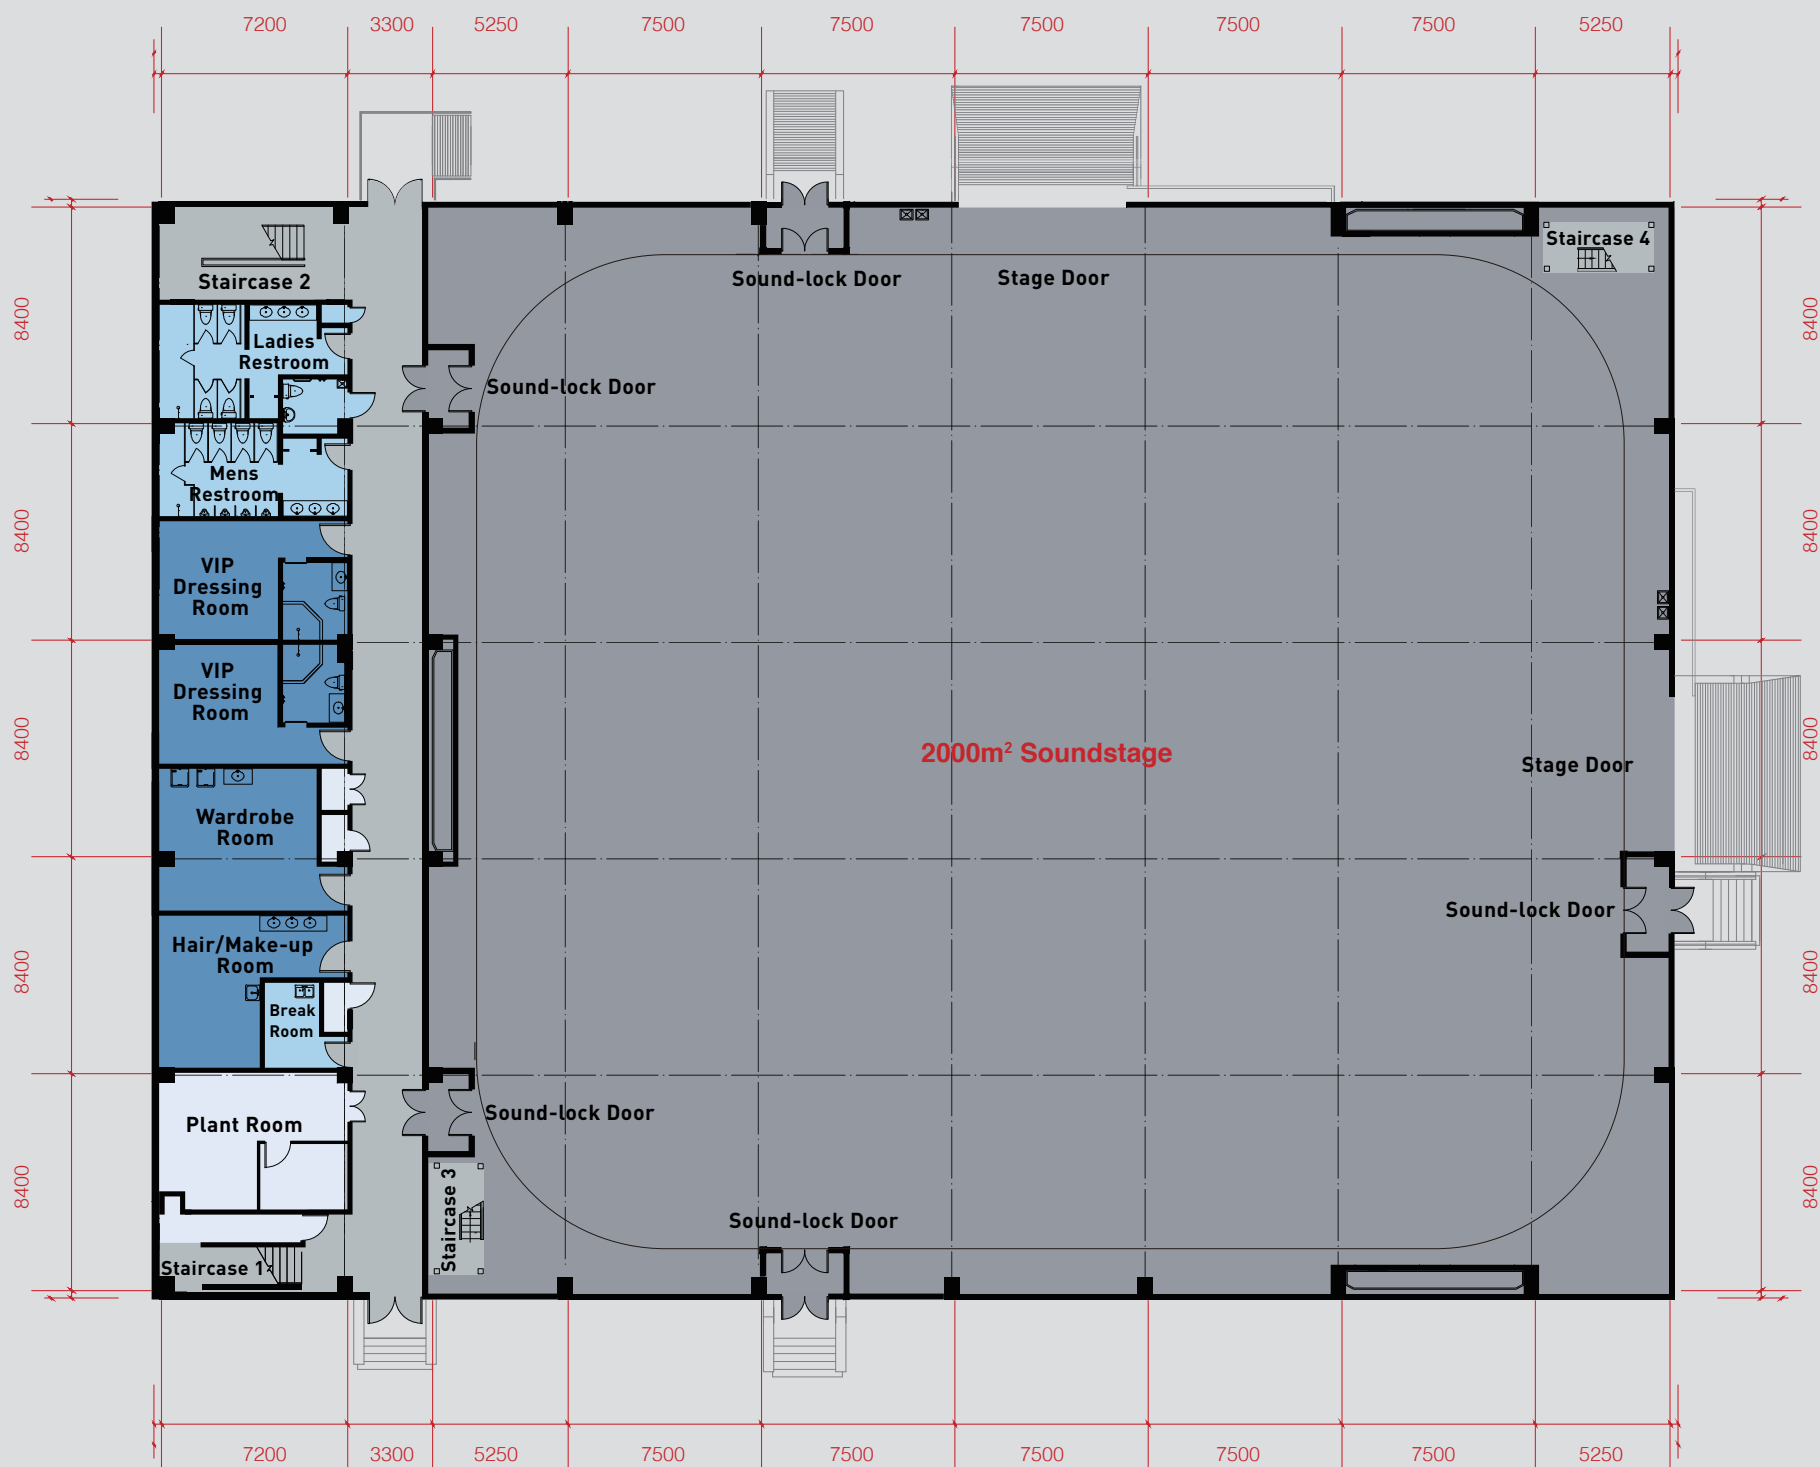 7200 3300 5250 7500 7500 7500 7500 7500 5250
Staircase 2
Staircase 4
Sound-lock Door
Stage Door
8400
8400
Ladies
Restroom
Sound-lock Door
Mens
Restroom
8400
8400
VIP
Dressing
Room
VIP
Dressing
Room
8400
8400
2000m² Soundstage
Stage Door
Wardrobe
Room
Sound-lock Door
Hair/Make-up
Room
8400
8400
Break
Room
Sound-lock Door
Plant Room
8400
8400
Staircase 3
Sound-lock Door
Staircase 1
7200 3300 5250 7500 7500 7500 7500 7500 5250